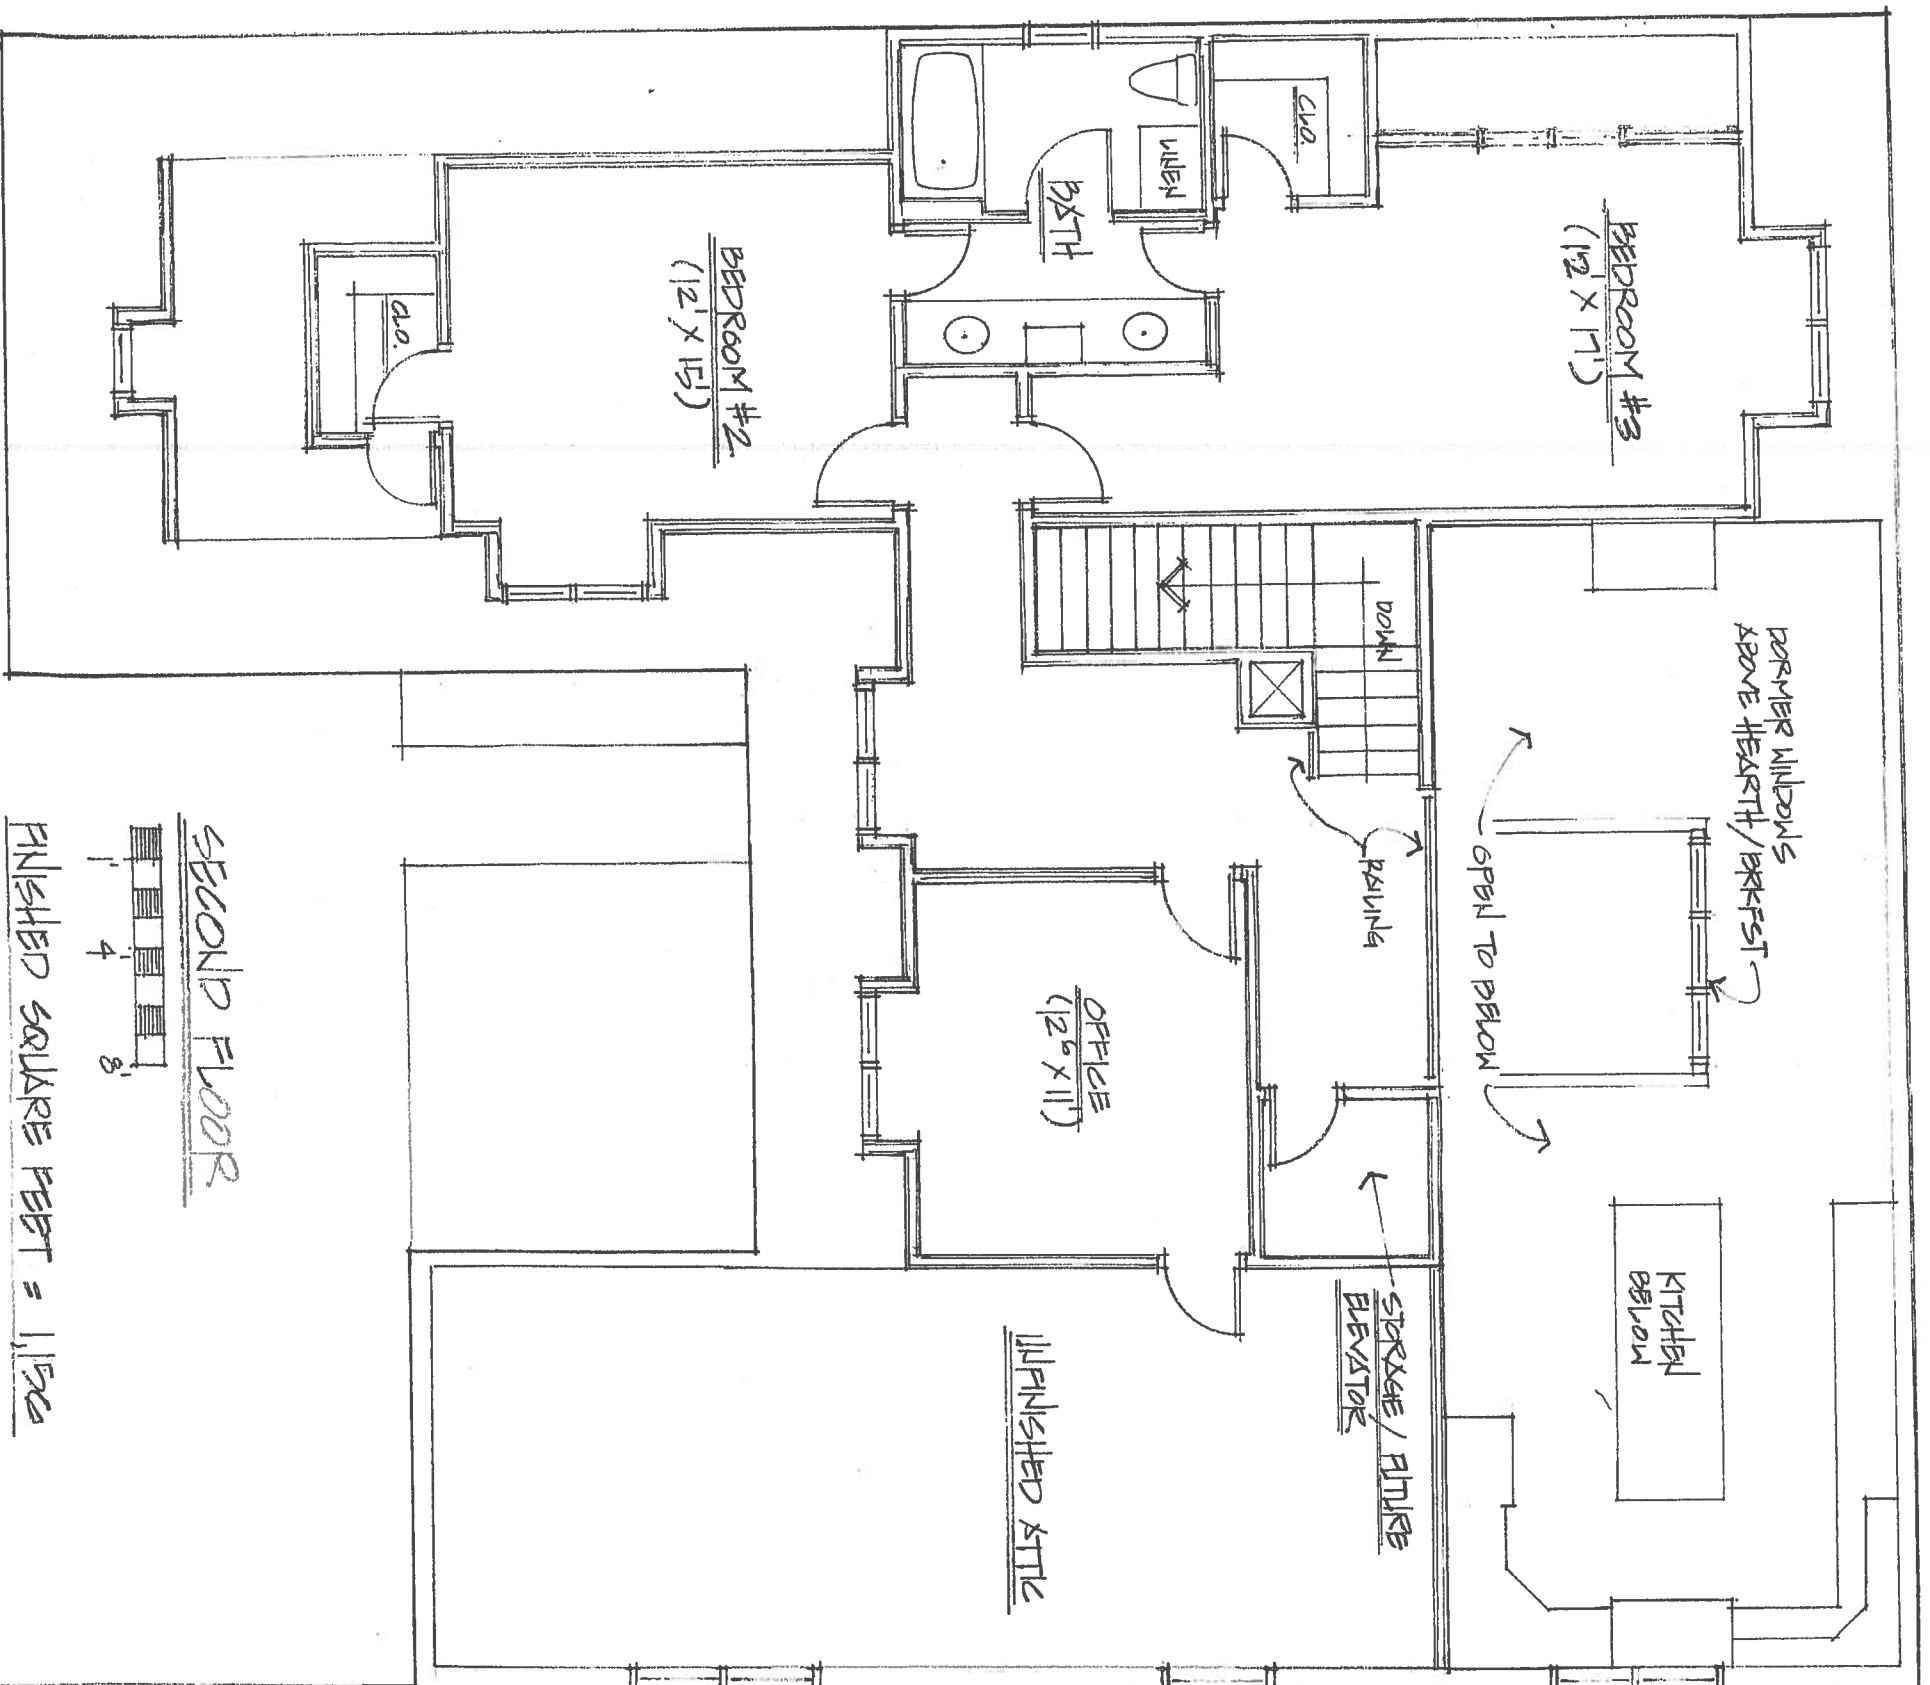 DORMER WINDOWS
ABOVE HEARTH/BRKFST
BEDROOM #3
(12' X 17')
KITCHEN
BELOW
OPEN TO BELOW
DOWN
RAILING
STORAGE / FUTURE
ELEVATOR
CLO.
LINEN
BATH
OFFICE
(12⁶ X 11')
UNFINISHED ATTIC
BEDROOM #2
(12' X 15')
CLO.
SECOND FLOOR
1' 4' 8'
FINISHED SQUARE FEET = 1,156